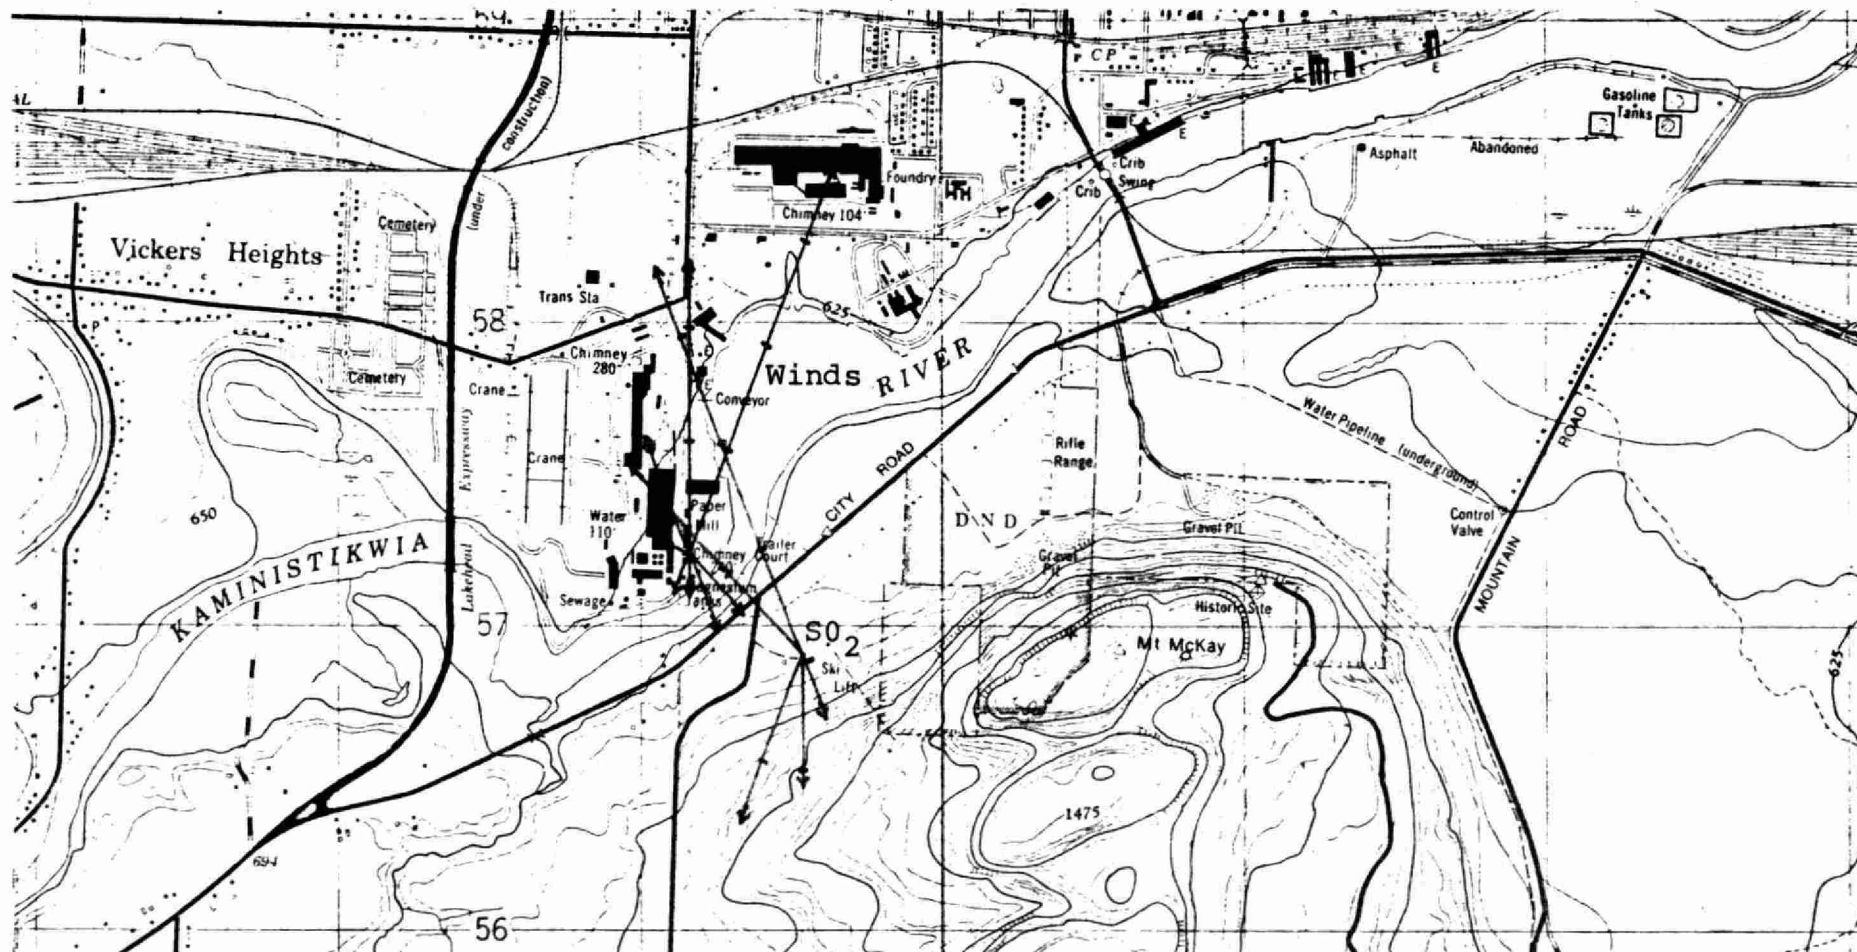 CP
E
E
E
E
Gasoline
Tanks
AL
construction)
(under
E
E
Asphalt
Abandoned
Foundry
Crib
Swing
Crib
Chimney 104
Cemetery
Vickers Heights
Trans Sta
58
625
Chimney
280
Cemetery
Crane
Winds
RIVER
Conveyor
Water Pipeline (underground)
ROAD
Rifle
Range
ROAD
Crane
Expressway
CITY
650
Paper
Mill
Water
110
DND
Control
Valve
Gravel Pit
KAMINISTIKWIA
Trailer
Court
Chimney
Gravel
Pit
Lakehead
MOUNTAIN
Sewage
Tanks
Historic Site
57
SO2
Mt McKay
Ski
Lift
625
1475
694
56